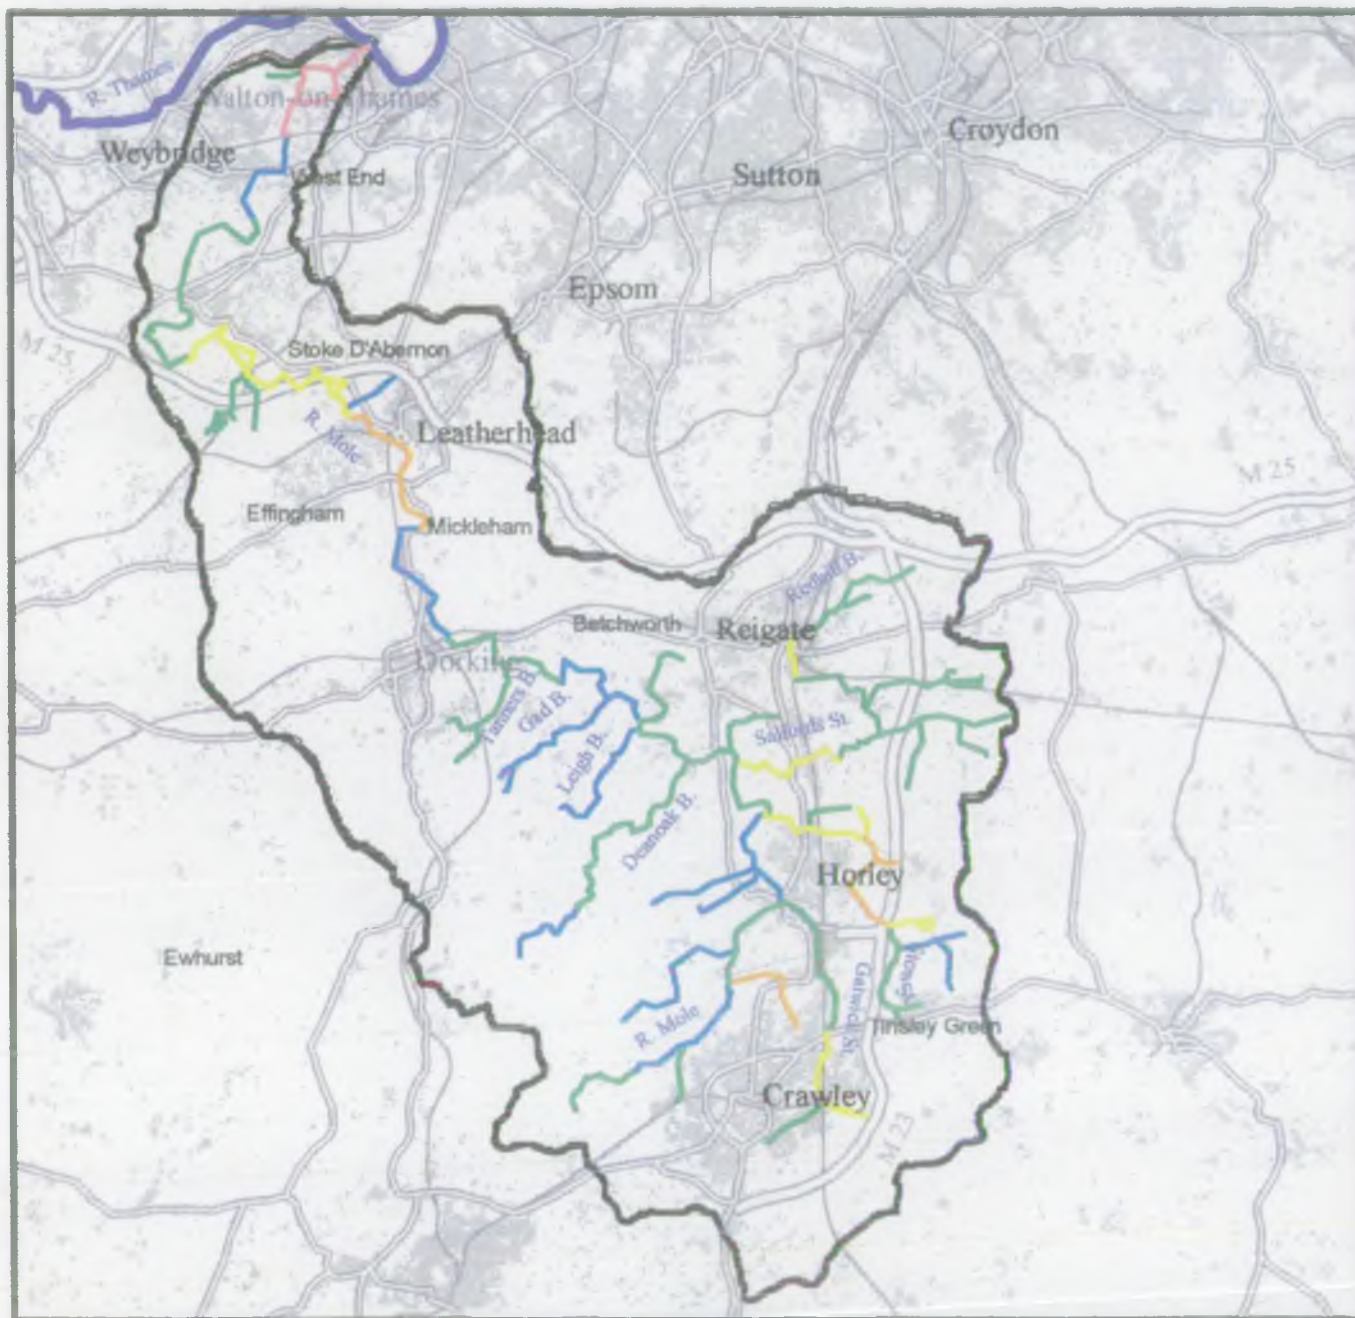 R. Thames
Walton-on-Thames
Croydon
Weybridge
West End
Sutton
Epsom
M 25
Stoke D'Abernon
R. Mole
Leatherhead
M 25
Effingham
Mickleham
Redhill B.
Betchworth
Reigate
Dorking
Tanners B.
Gad B.
Leigh B.
Salfords St.
Deanoak B.
Horley
Ewhurst
Gatwick St.
R. Mole
Tinsley Green
Crawley
M 23